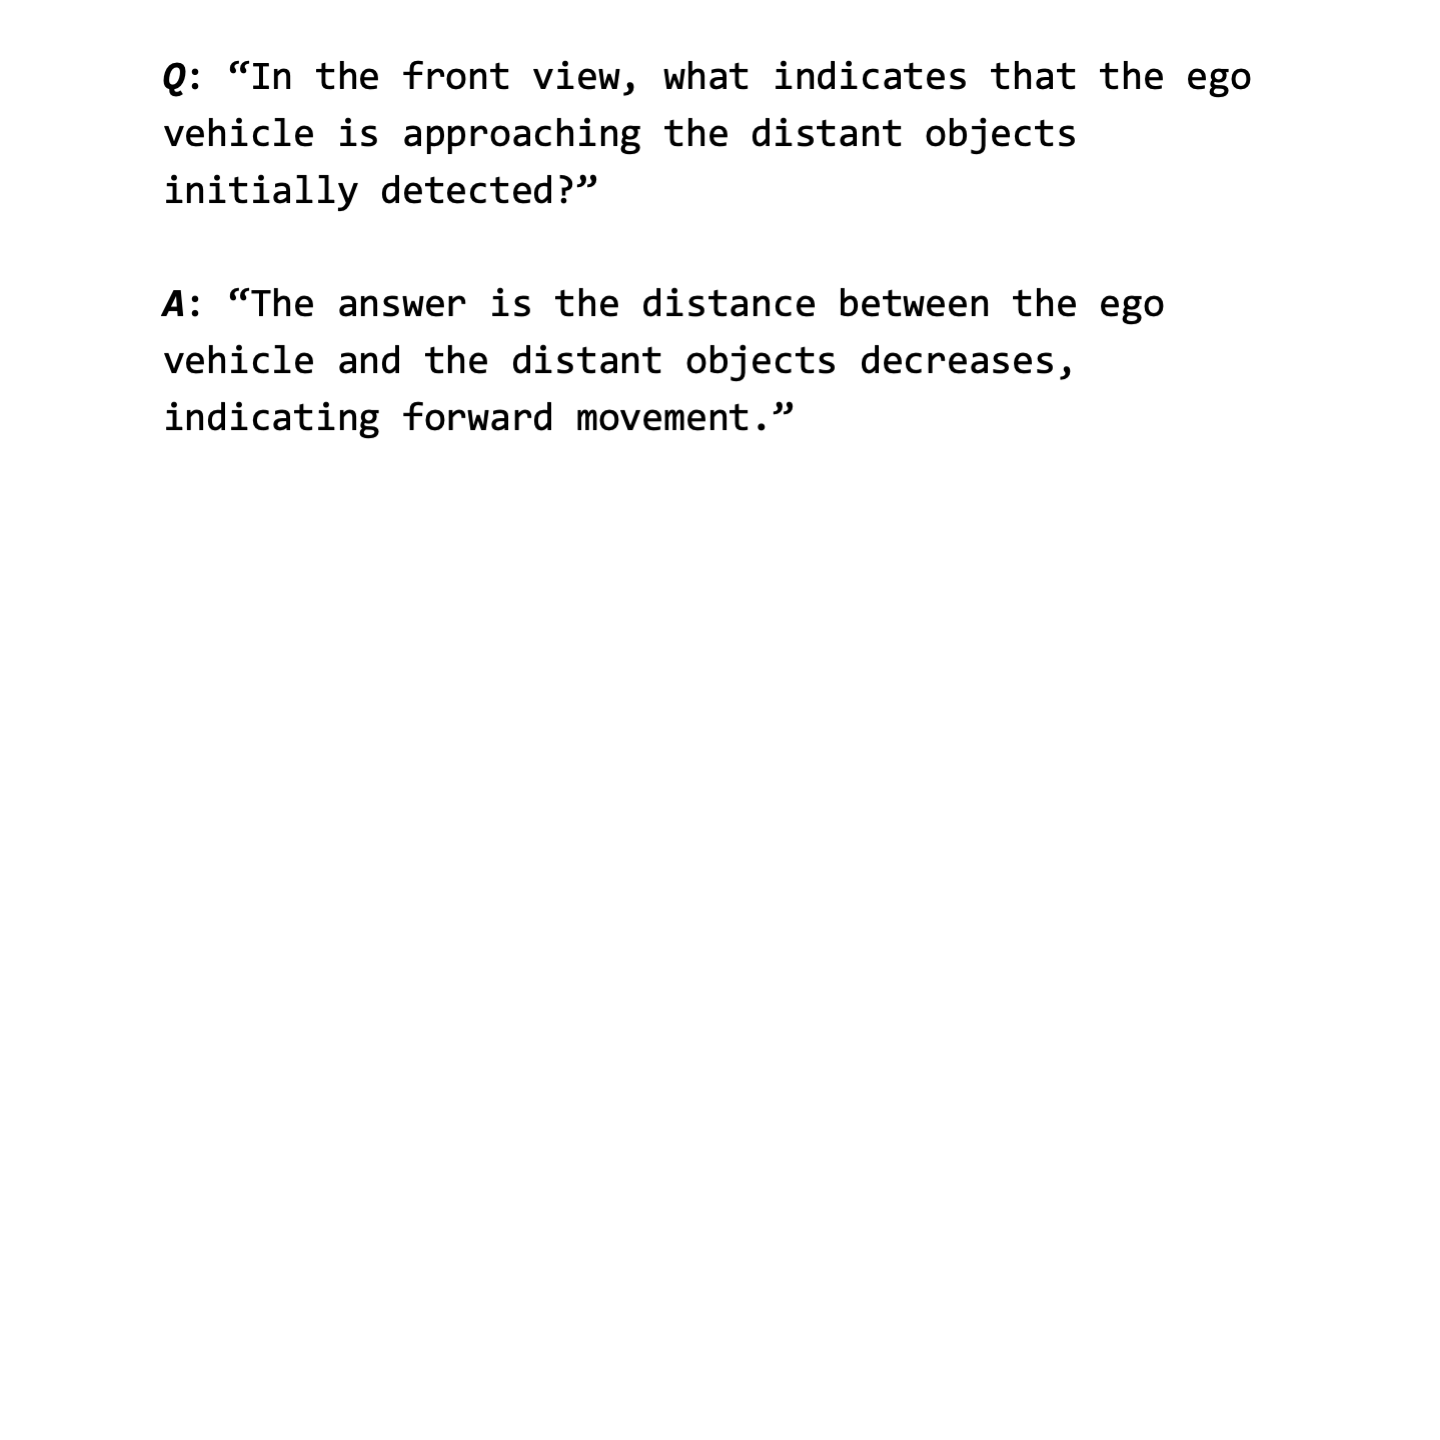 Q: “In the front view, what indicates that the ego
vehicle is approaching the distant objects
initially detected?”
A: “The answer is the distance between the ego
vehicle and the distant objects decreases,
indicating forward movement.”